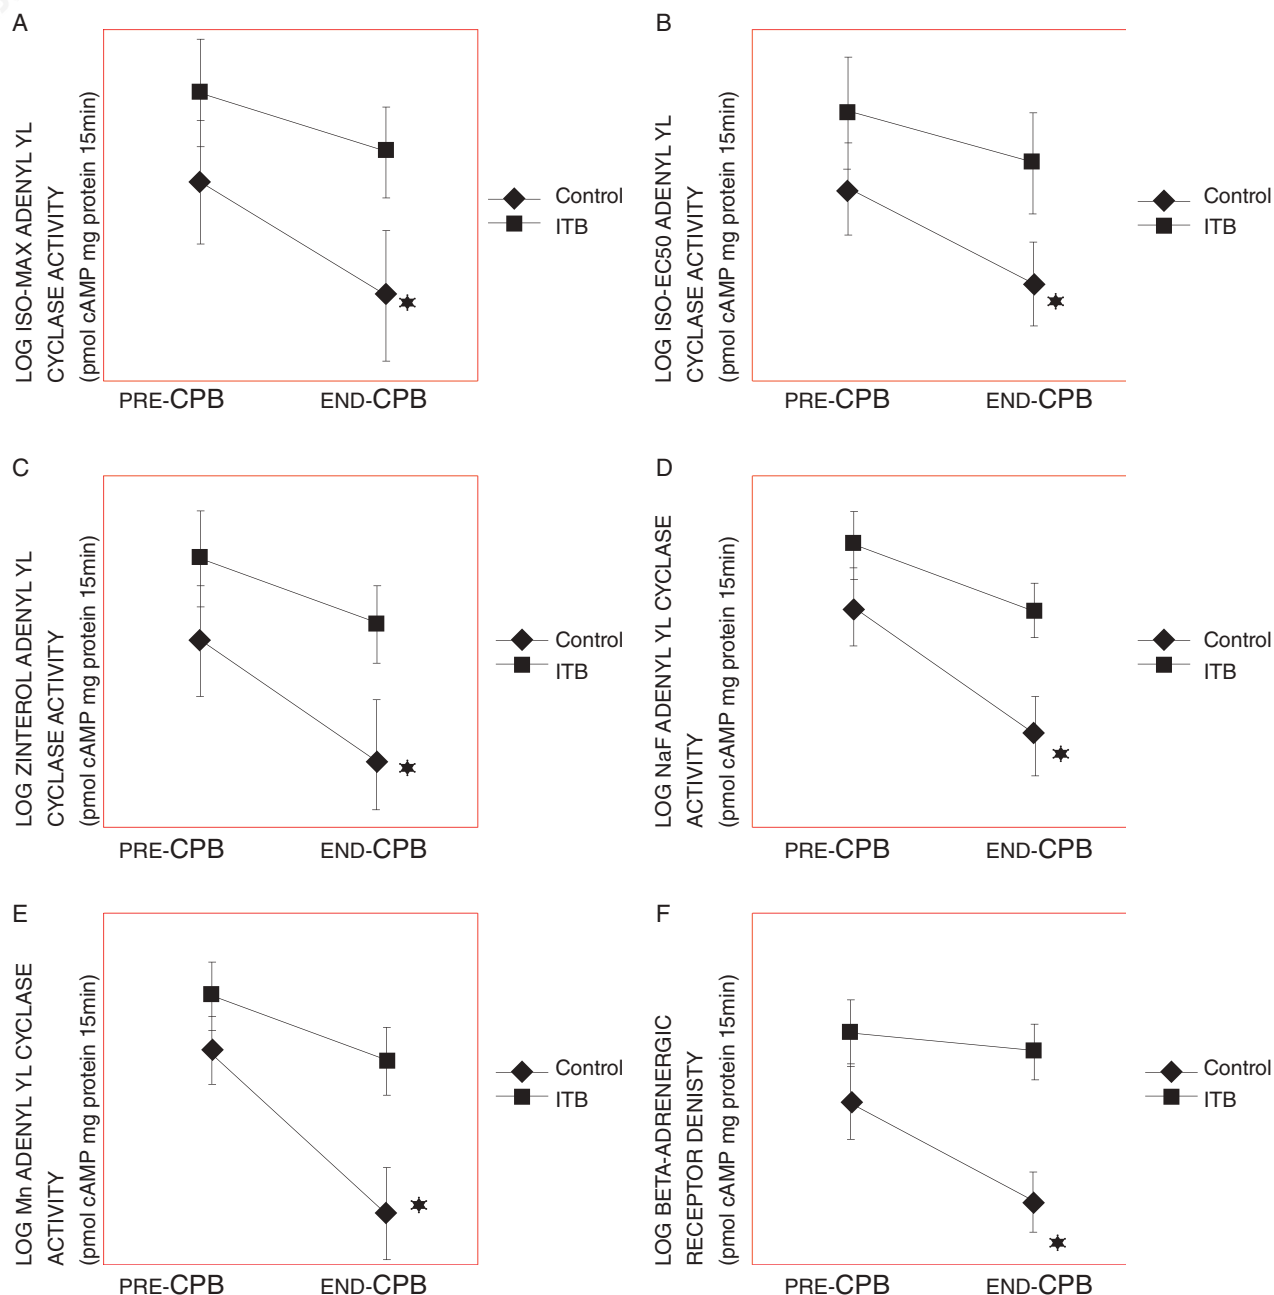 A
LOG ISO-MAX ADENYL YL
CYCLASE ACTIVITY
(pmol cAMP mg protein 15min)
PRE-CPB
END-CPB
Control
ITB
B
LOG ISO-EC50 ADENYL YL
CYCLASE ACTIVITY
(pmol cAMP mg protein 15min)
PRE-CPB
END-CPB
Control
ITB
C
LOG ZINTEROL ADENYL YL
CYCLASE ACTIVITY
(pmol cAMP mg protein 15min)
PRE-CPB
END-CPB
Control
ITB
D
LOG NaF ADENYL YL CYCLASE
ACTIVITY
(pmol cAMP mg protein 15min)
PRE-CPB
END-CPB
Control
ITB
E
LOG Mn ADENYL YL CYCLASE
ACTIVITY
(pmol cAMP mg protein 15min)
PRE-CPB
END-CPB
Control
ITB
F
LOG BETA-ADRENERGIC
RECEPTOR DENISTY
(pmol cAMP mg protein 15min)
PRE-CPB
END-CPB
Control
ITB